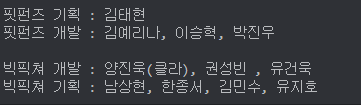 핏펀즈 기획 : 김태현
핏펀즈 개발 : 김예리나, 이승혁, 박진우
빅픽쳐 개발 : 양진욱(클라), 권성빈 , 유건욱
빅픽쳐 기획 : 남상현, 한종서, 김민수, 유지호